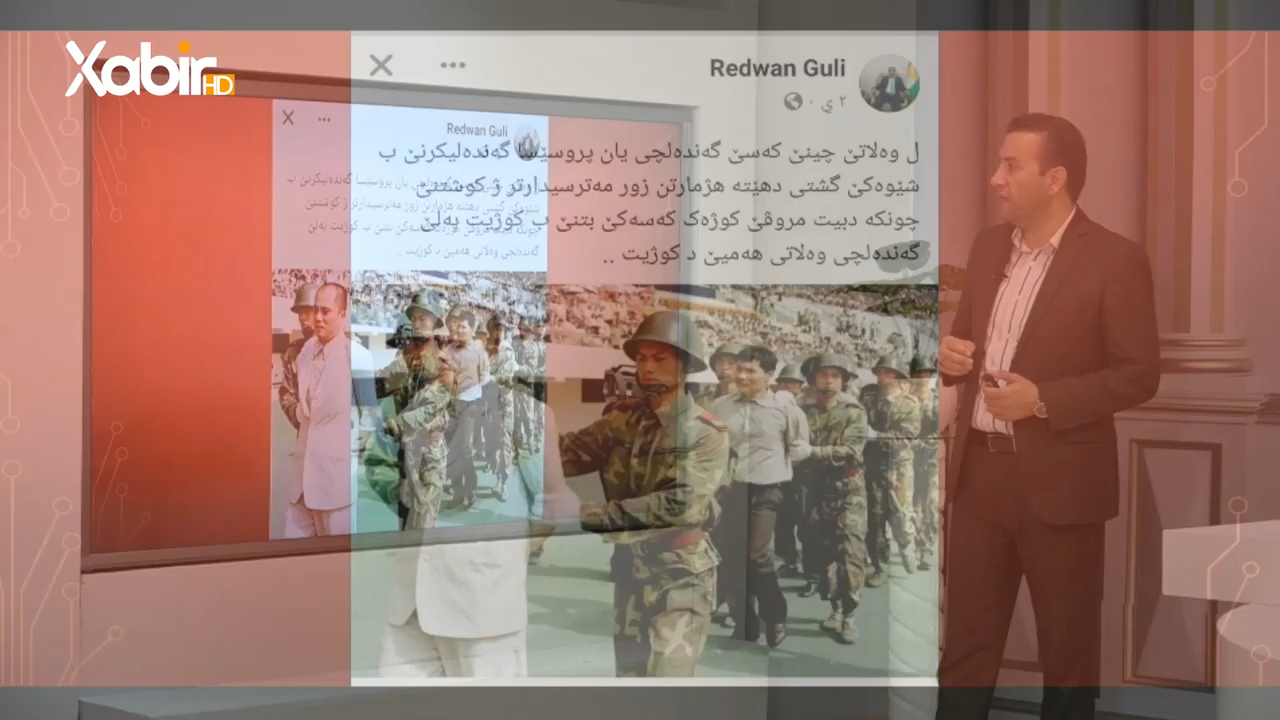 Xabir HD
Redwan Guli
٢ ي ·
ل وەلاتێ چینێ کەسێ گەندەلچی یان پروسێسا گەندەلیکرنێ ب
شێوەکێ گشتی دهێتە هژمارتن زور مەترسیدارتر ژ کوشتنێ
چونکە دبیت مروڤێ کوژەک کەسەکێ بتنێ ب کوژیت بەلێ
گەندەلچی وەلاتی هەمیێ د کوژیت ..
Redwan Guli